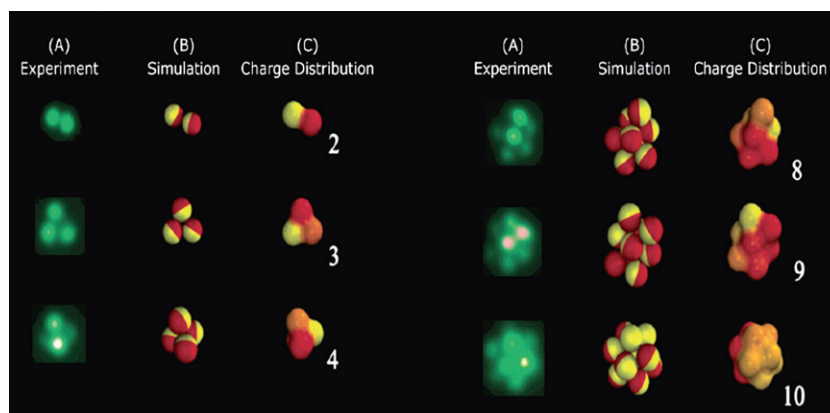 (A) (B) (C)
Experiment Simulation Charge Distribution
2
3
4
(A) (B) (C)
Experiment Simulation Charge Distribution
8
9
10